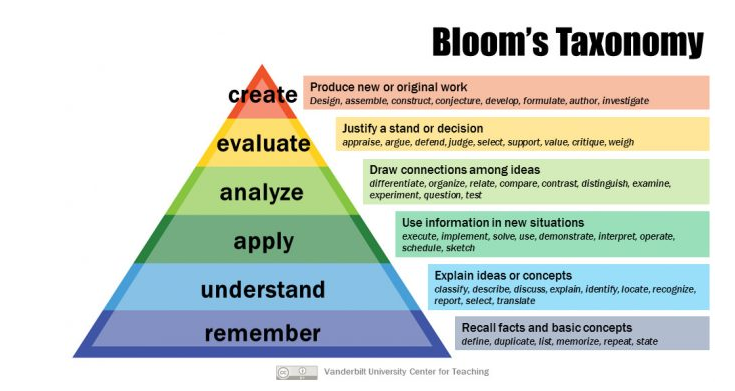 Bloom's Taxonomy
create
Produce new or original work
Design, assemble, construct, conjecture, develop, formulate, author, investigate
evaluate
Justify a stand or decision
appraise, argue, defend, judge, select, support, value, critique, weigh
analyze
Draw connections among ideas
differentiate, organize, relate, compare, contrast, distinguish, examine,
experiment, question, test
apply
Use information in new situations
execute, implement, solve, use, demonstrate, interpret, operate,
schedule, sketch
understand
Explain ideas or concepts
classify, describe, discuss, explain, identify, locate, recognize,
report, select, translate
remember
Recall facts and basic concepts
define, duplicate, list, memorize, repeat, state
cc
Vanderbilt University Center for Teaching